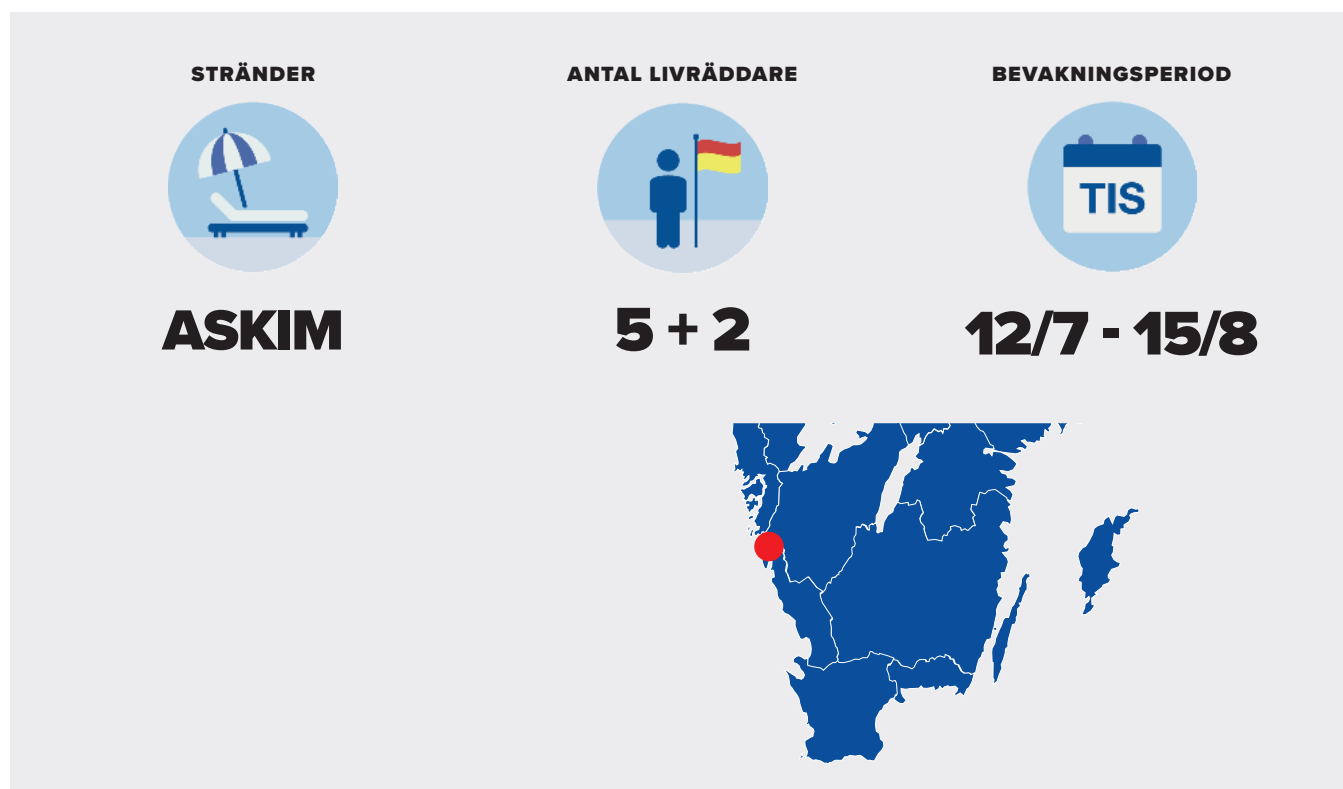 STRÄNDER
ASKIM
ANTAL LIVRÄDDARE
5 + 2
BEVAKNINGSPERIOD
TIS
12/7 - 15/8